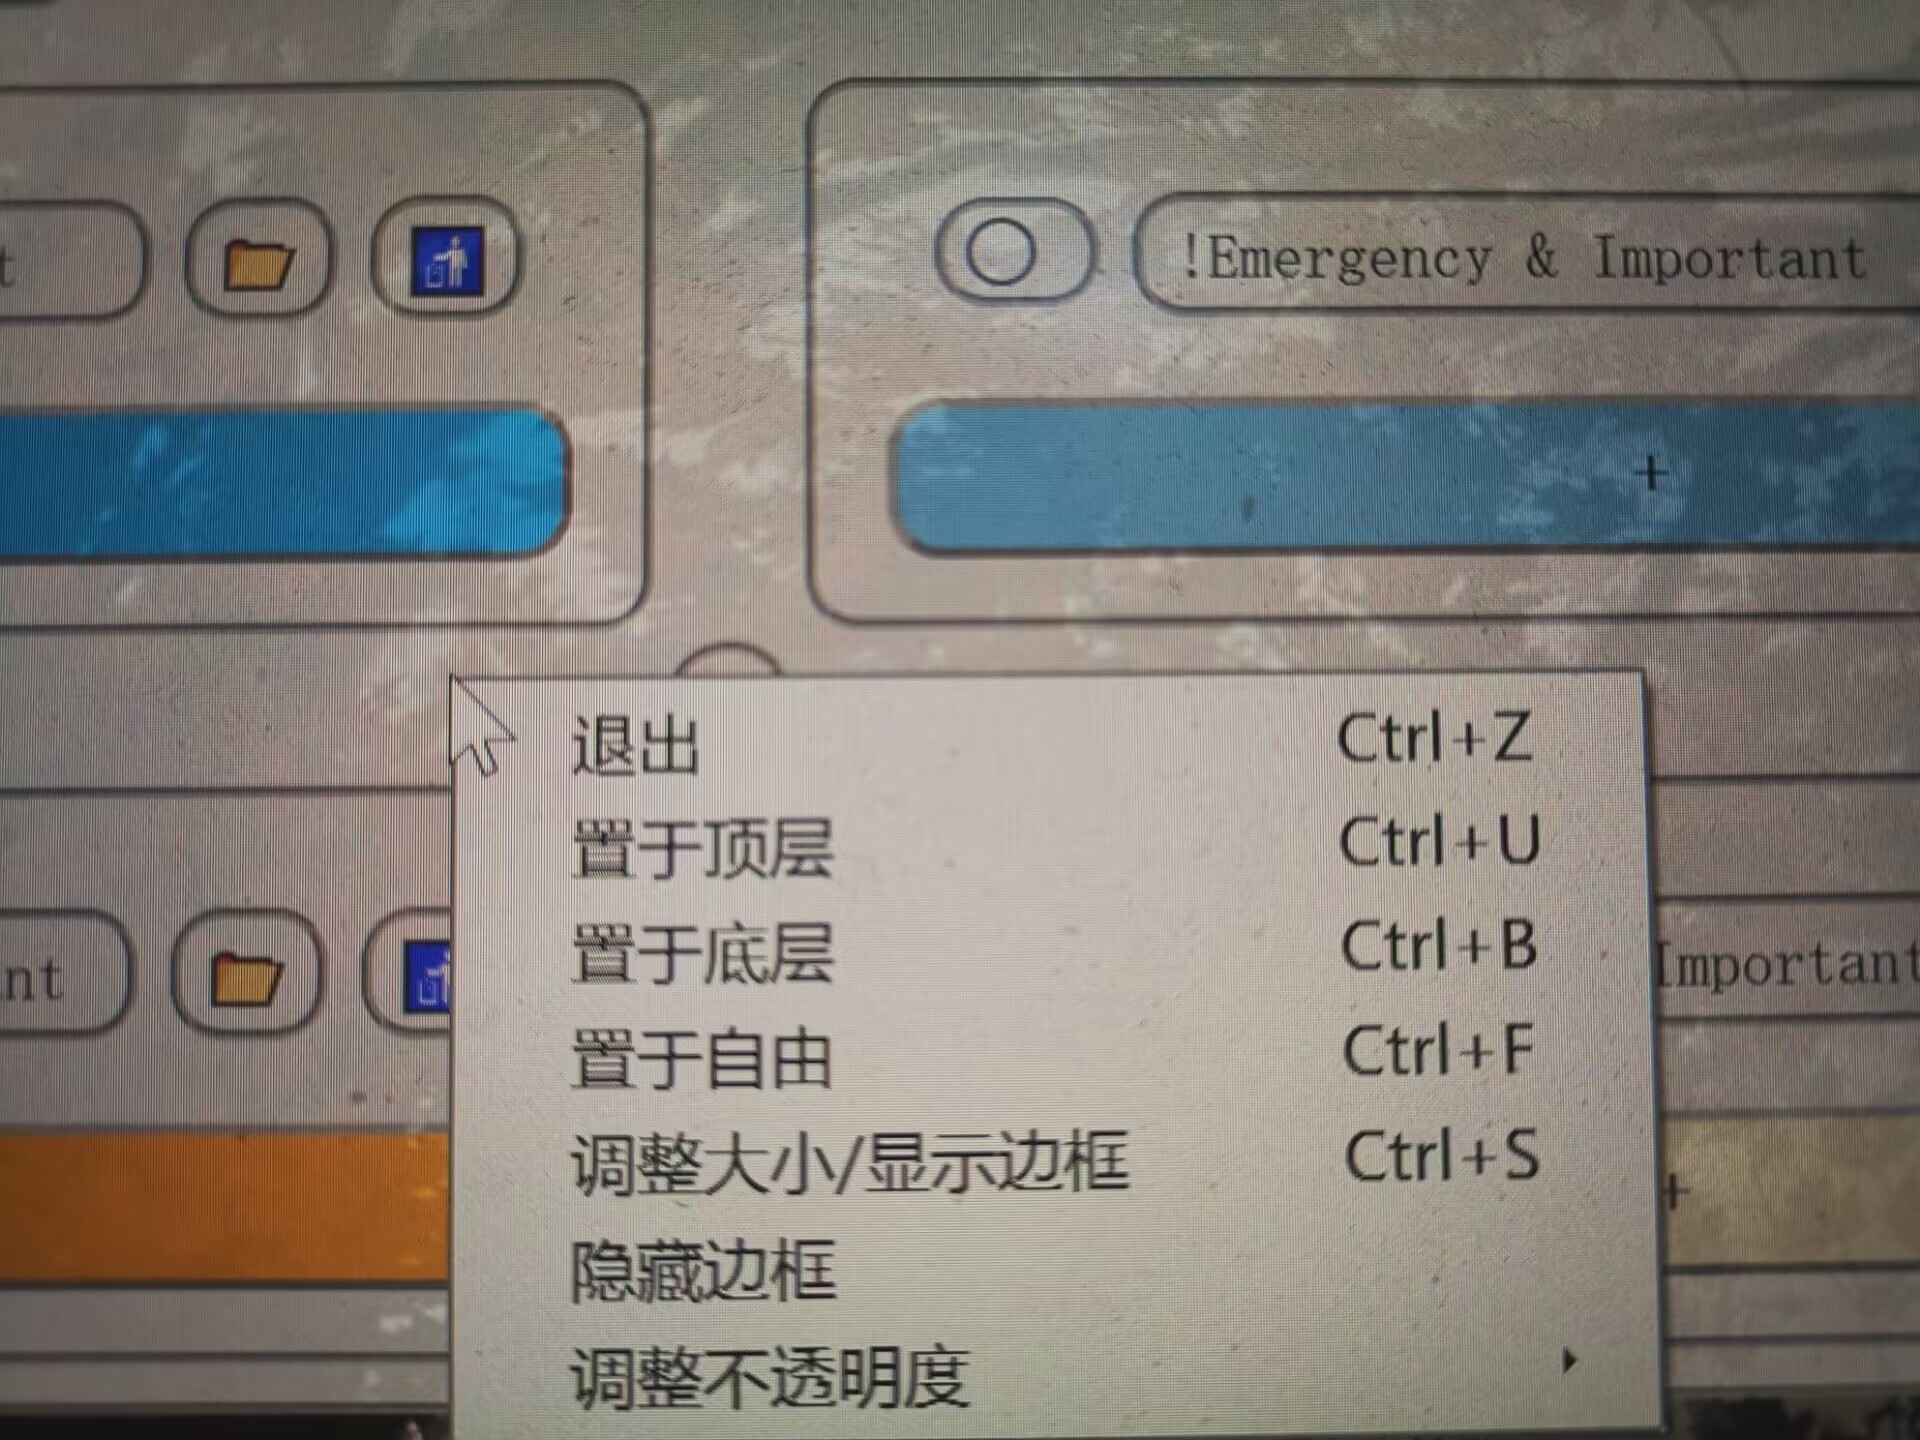 t
!Emergency & Important
+
退出 Ctrl+Z
置于顶层 Ctrl+U
置于底层 Ctrl+B
nt
Important
置于自由 Ctrl+F
调整大小/显示边框 Ctrl+S
+
隐藏边框
调整不透明度